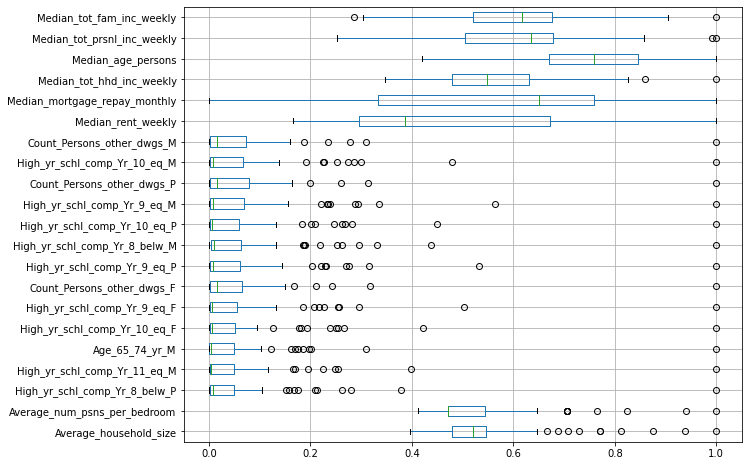 Median_tot_fam_inc_weekly
Median_tot_prsnl_inc_weekly
Median_age_persons
Median_tot_hhd_inc_weekly
Median_mortgage_repay_monthly
Median_rent_weekly
Count_Persons_other_dwgs_M
High_yr_schl_comp_Yr_10_eq_M
Count_Persons_other_dwgs_P
High_yr_schl_comp_Yr_9_eq_M
High_yr_schl_comp_Yr_10_eq_P
High_yr_schl_comp_Yr_8_belw_M
High_yr_schl_comp_Yr_9_eq_P
Count_Persons_other_dwgs_F
High_yr_schl_comp_Yr_9_eq_F
High_yr_schl_comp_Yr_10_eq_F
Age_65_74_yr_M
High_yr_schl_comp_Yr_11_eq_M
High_yr_schl_comp_Yr_8_belw_P
Average_num_psns_per_bedroom
Average_household_size
0.0 0.2 0.4 0.6 0.8 1.0